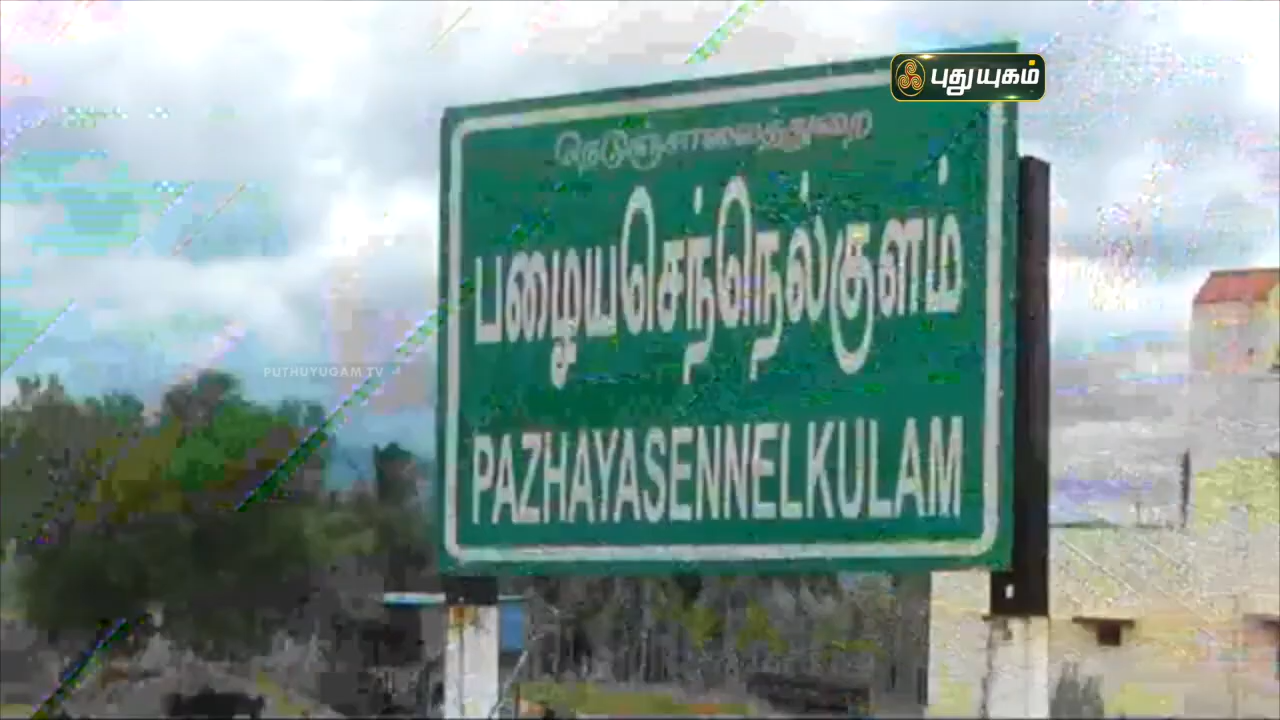 புதுயுகம்
நெடுஞ்சாலைத்துறை
பழையசெந்நெல்குளம்
PUTHUYUGAM TV
PAZHAYASENNELKULAM